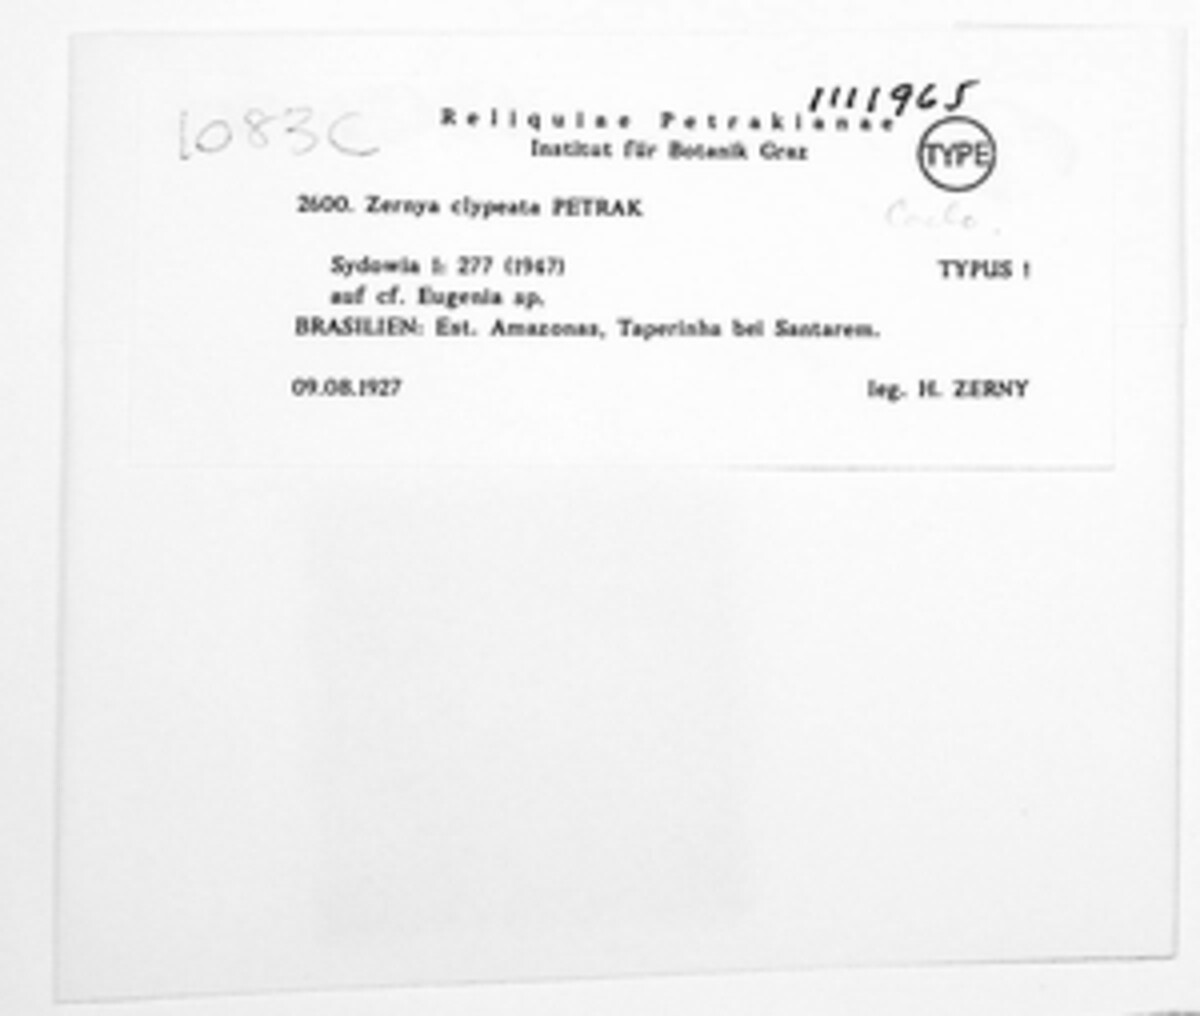 1111965
1083C
Reliquiae Petrakianae
Institut für Botanik Graz
TYPE
2600. Zernya clypeata PETRAK
Sydowia 1: 277 (1947)
TYPUS !
auf cf. Eugenia sp.
BRASILIEN: Est. Amazonas, Taperinha bei Santarem.
09.08.1927
leg. H. ZERNY